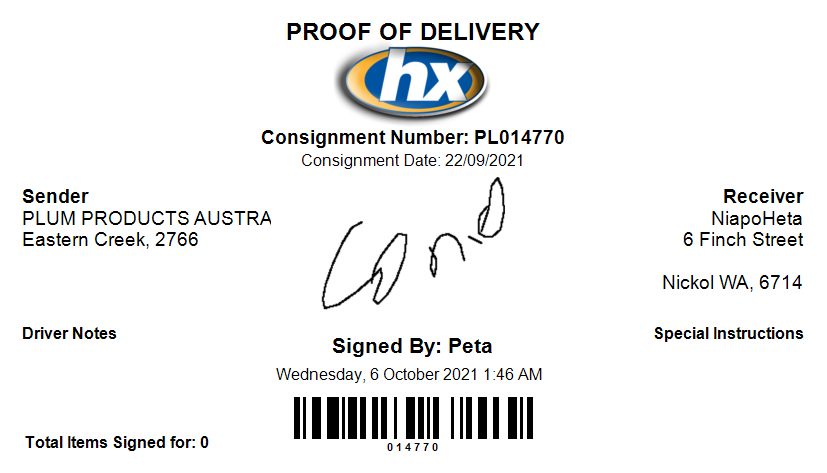 PROOF OF DELIVERY
hx
Consignment Number: PL014770
Consignment Date: 22/09/2021
Sender
PLUM PRODUCTS AUSTRA
Eastern Creek, 2766
Receiver
NiapoHeta
6 Finch Street
Nickol WA, 6714
Driver Notes
Special Instructions
Signed By: Peta
Wednesday, 6 October 2021 1:46 AM
014770
Total Items Signed for: 0